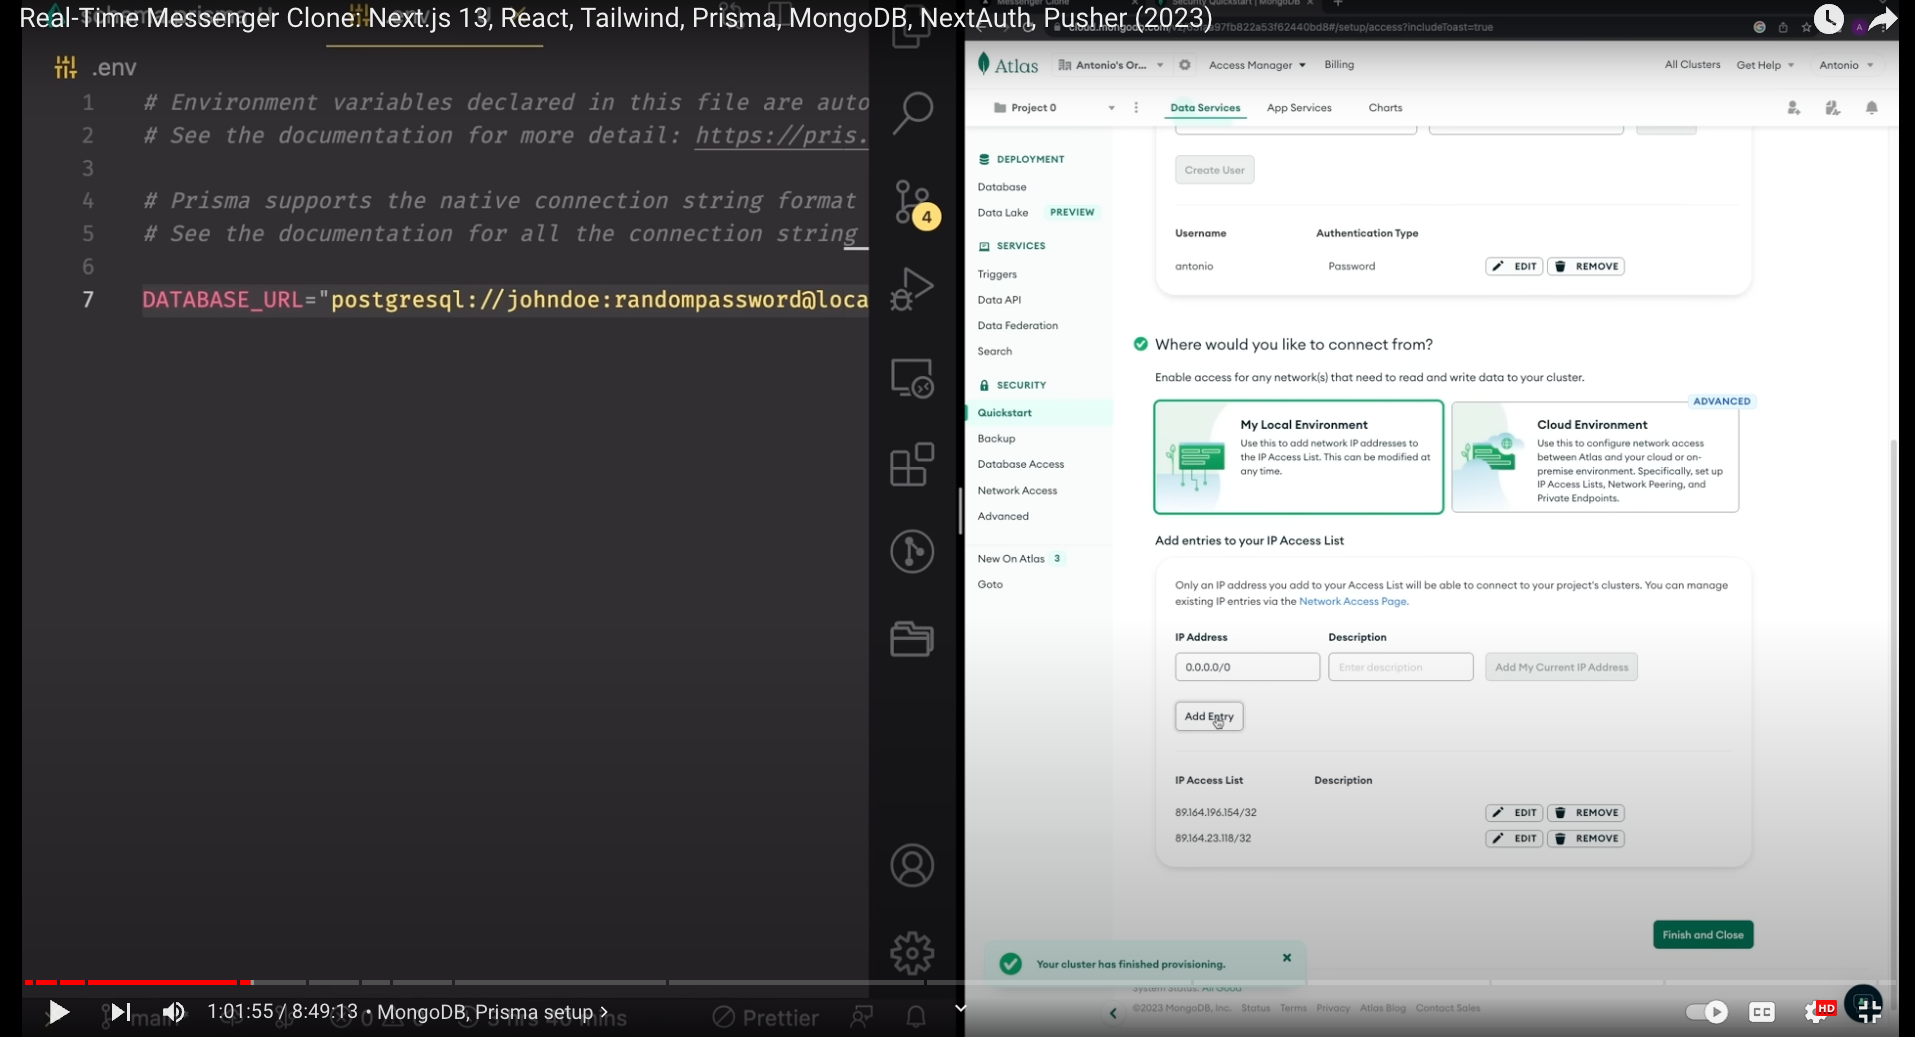 Real-Time Messenger Clone: Next.js 13, React, Tailwind, Prisma, MongoDB, NextAuth, Pusher (2023)
.env
1 # Environment variables declared in this file are auto
2 # See the documentation for more detail: https://pris.
3
4 # Prisma supports the native connection string format
5 # See the documentation for all the connection string
6
7 DATABASE_URL="postgresql://johndoe:randompassword@loca
4
Atlas
Antonio's Or...
Access Manager
Billing
All Clusters
Get Help
Antonio
Project 0
Data Services
App Services
Charts
DEPLOYMENT
Database
Data Lake PREVIEW
SERVICES
Triggers
Data API
Data Federation
Search
SECURITY
Quickstart
Backup
Database Access
Network Access
Advanced
New On Atlas 3
Goto
Create User
Username Authentication Type
antonio Password EDIT REMOVE
Where would you like to connect from?
Enable access for any network(s) that need to read and write data to your cluster.
My Local Environment
Use this to add network IP addresses to
the IP Access List. This can be modified at
any time.
ADVANCED
Cloud Environment
Use this to configure network access
between Atlas and your cloud or on-
premise environment. Specifically, set up
IP Access Lists, Network Peering, and
Private Endpoints.
Add entries to your IP Access List
Only an IP address you add to your Access List will be able to connect to your project's clusters. You can manage
existing IP entries via the Network Access Page.
IP Address Description
0.0.0.0/0 Enter description Add My Current IP Address
Add Entry
IP Access List Description
89.164.196.154/32 EDIT REMOVE
89.164.23.118/32 EDIT REMOVE
Finish and Close
Your cluster has finished provisioning.
System Status: All Good
©2023 MongoDB, Inc. Status Terms Privacy Atlas Blog Contact Sales
1:01:55 / 8:49:13 • MongoDB, Prisma setup
Prettier
CC
HD